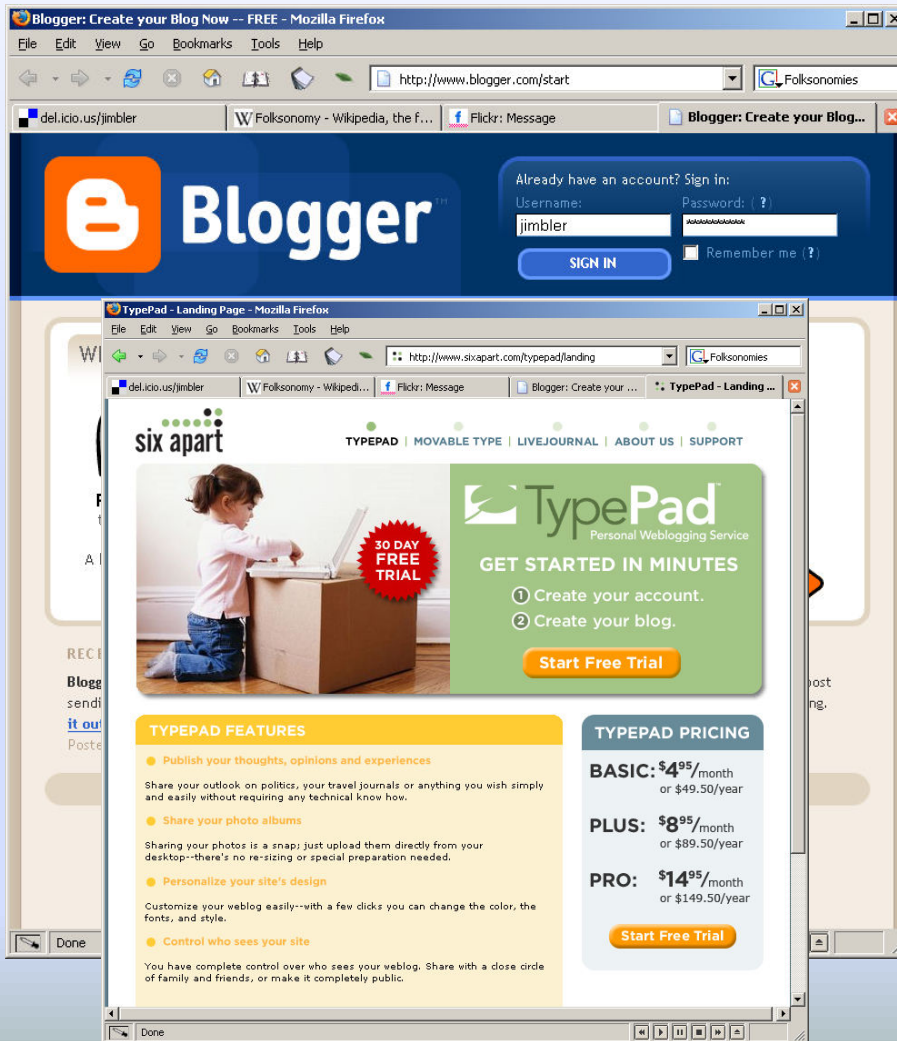 Blogger: Create your Blog Now -- FREE - Mozilla Firefox
File Edit View Go Bookmarks Tools Help
http://www.blogger.com/start
Folksonomies
del.icio.us/jimbler
Folksonomy - Wikipedia, the f...
Flickr: Message
Blogger: Create your Blog...
Blogger™
Already have an account? Sign in:
Username: Password: (?)
jimbler ***********
SIGN IN
Remember me (?)
TypePad - Landing Page - Mozilla Firefox
File Edit View Go Bookmarks Tools Help
http://www.sixapart.com/typepad/landing
Folksonomies
del.icio.us/jimbler
Folksonomy - Wikipedi...
Flickr: Message
Blogger: Create your ...
TypePad - Landing ...
six apart
TYPEPAD | MOVABLE TYPE | LIVEJOURNAL | ABOUT US | SUPPORT
30 DAY
FREE
TRIAL
TypePad™
Personal Weblogging Service
GET STARTED IN MINUTES
1 Create your account.
2 Create your blog.
Start Free Trial
TYPEPAD FEATURES
Publish your thoughts, opinions and experiences
Share your outlook on politics, your travel journals or anything you wish simply
and easily without requiring any technical know how.
Share your photo albums
Sharing your photos is a snap; just upload them directly from your
desktop--there's no re-sizing or special preparation needed.
Personalize your site's design
Customize your weblog easily--with a few clicks you can change the color, the
fonts, and style.
Control who sees your site
You have complete control over who sees your weblog. Share with a close circle
of family and friends, or make it completely public.
TYPEPAD PRICING
BASIC: $4.95/month
or $49.50/year
PLUS: $8.95/month
or $89.50/year
PRO: $14.95/month
or $149.50/year
Start Free Trial
Done
it out
Done